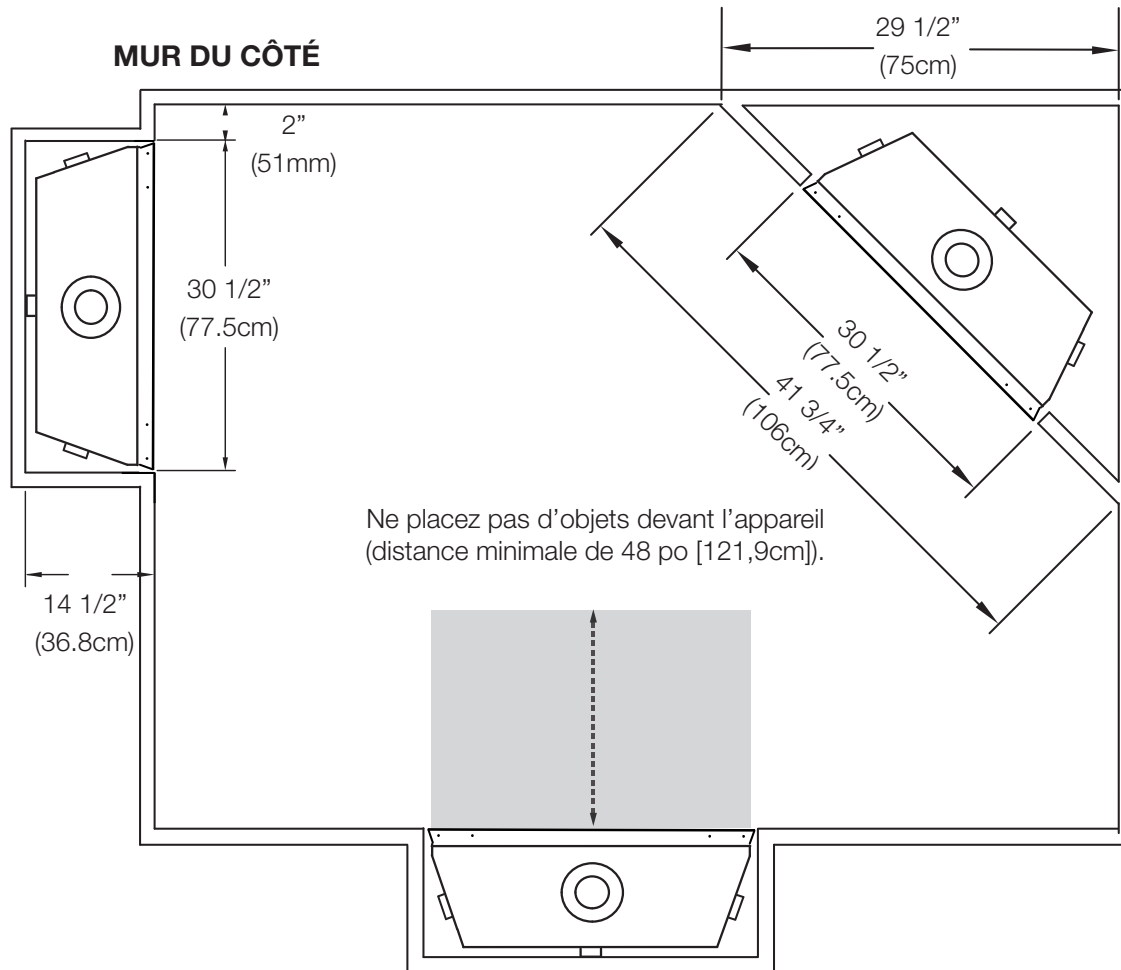 MUR DU CÔTÉ
29 1/2”
(75cm)
2”
(51mm)
30 1/2”
(77.5cm)
30 1/2”
(77.5cm)
41 3/4”
(106cm)
Ne placez pas d’objets devant l’appareil
(distance minimale de 48 po [121,9cm]).
14 1/2”
(36.8cm)